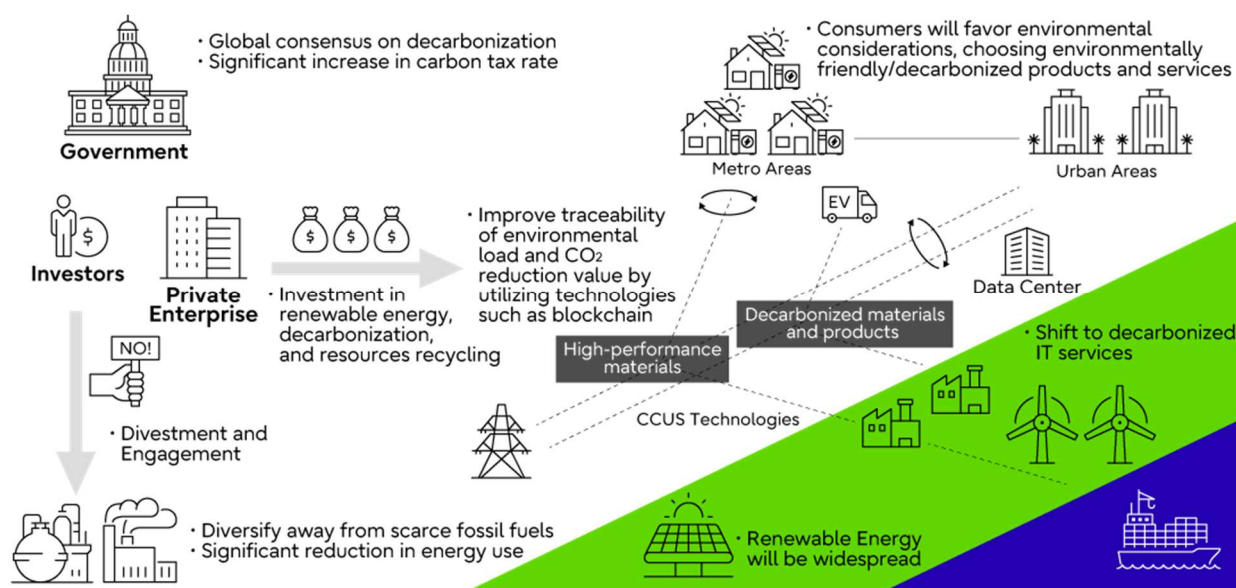 • Global consensus on decarbonization
• Significant increase in carbon tax rate
Government
• Consumers will favor environmental
considerations, choosing environmentally
friendly/decarbonized products and services
Metro Areas
Urban Areas
EV
$
Investors
Private
Enterprise
$ $ $
• Investment in
renewable energy,
decarbonization,
and resources recycling
• Improve traceability
of environmental
load and CO₂
reduction value by
utilizing technologies
such as blockchain
Data Center
Decarbonized materials
and products
High-performance
materials
• Shift to decarbonized
IT services
NO!
CCUS Technologies
• Divestment and
Engagement
• Diversify away from scarce fossil fuels
• Significant reduction in energy use
• Renewable Energy
will be widespread